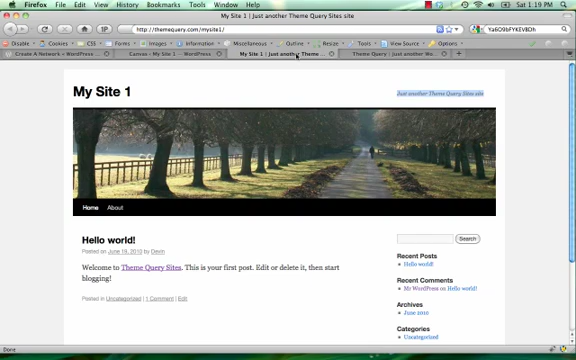 Firefox File Edit View History Bookmarks Tools Window Help
Sat 1:19 PM
My Site 1 | Just another Theme Query Sites site
http://themequery.com/mysite1/
Disable Cookies CSS Forms Images Information Miscellaneous Outline Resize Tools View Source Options
Create A Network « WordPress
Canvas ‹ My Site 1 — WordPress
My Site 1 | Just another Theme ...
Theme Query | Just another Wo...
My Site 1
Just another Theme Query Sites site
Home About
Hello world!
Posted on June 19, 2010 by Devin
Welcome to Theme Query Sites. This is your first post. Edit or delete it, then start
blogging!
Posted in Uncategorized | 1 Comment | Edit
Search
Recent Posts
Hello world!
Recent Comments
Mr WordPress on Hello world!
Archives
June 2010
Categories
Uncategorized
Done